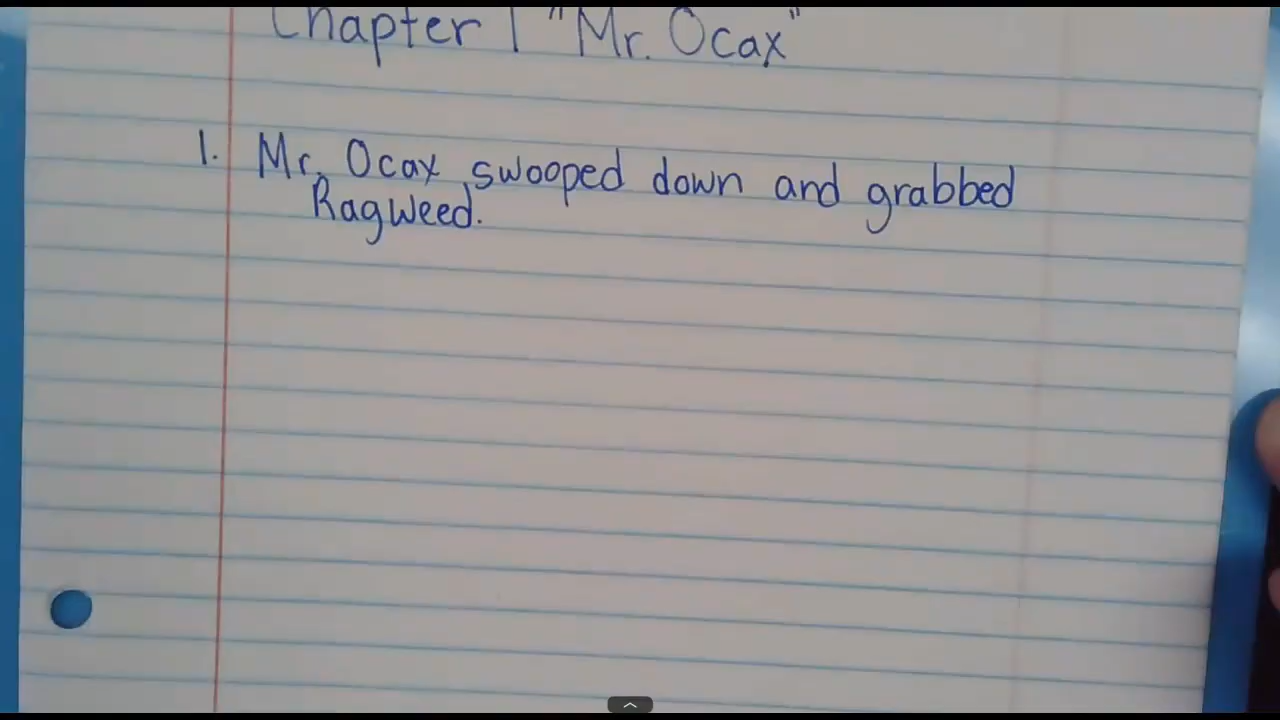 Chapter 1 "Mr. Ocax"
1. Mr. Ocax swooped down and grabbed
Ragweed.